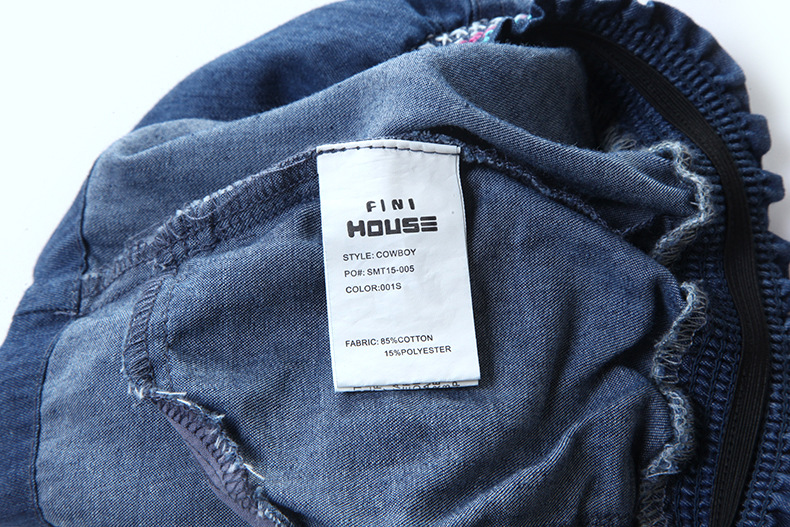 FINI
HOUSE
STYLE: COWBOY
PO#: SMT15-005
COLOR:001S
FABRIC: 85%COTTON
15%POLYESTER